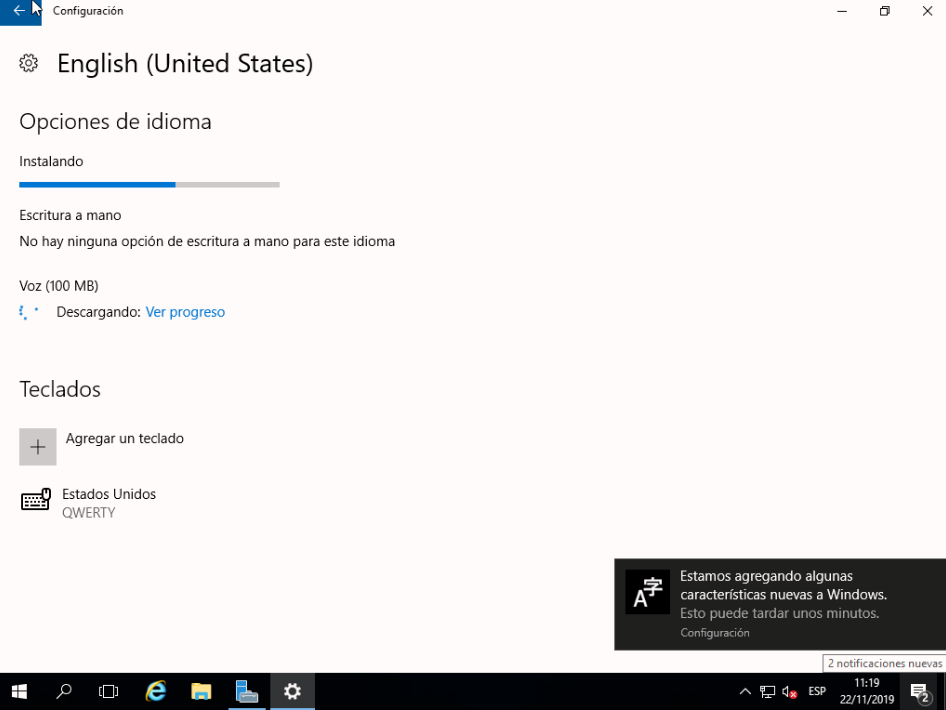 Configuración
English (United States)
Opciones de idioma
Instalando
Escritura a mano
No hay ninguna opción de escritura a mano para este idioma
Voz (100 MB)
Descargando: Ver progreso
Teclados
Agregar un teclado
Estados Unidos
QWERTY
A字
Estamos agregando algunas
características nuevas a Windows.
Esto puede tardar unos minutos.
Configuración
2 notificaciones nuevas
ESP
11:19
22/11/2019
2